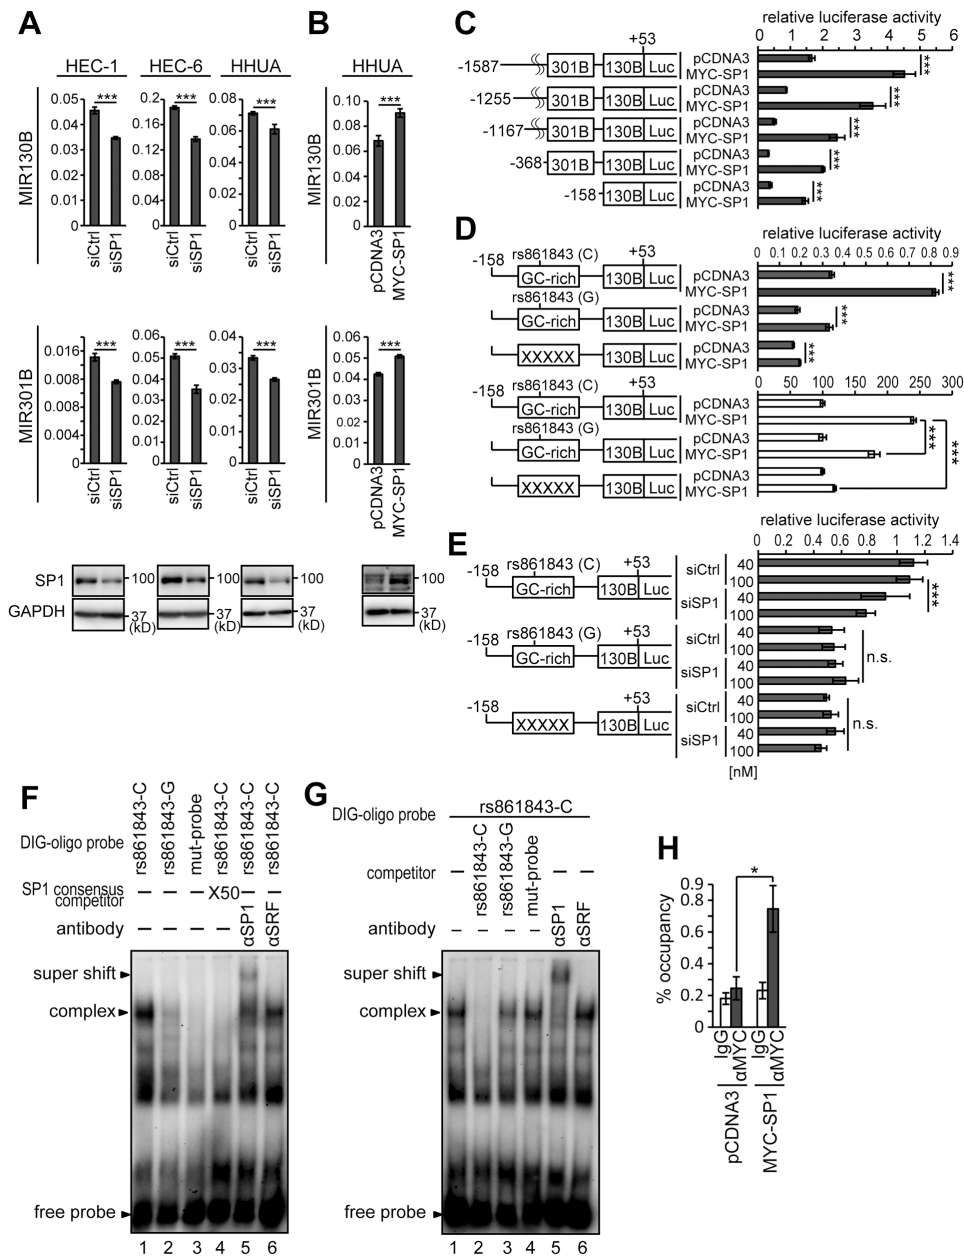 A
HEC-1 HEC-6 HHUA
MIR130B
0.05 0.04 0.03 0.02 0.01 0
***
siCtrl siSP1
0.2 0.16 0.12 0.08 0.04 0
***
siCtrl siSP1
0.08 0.06 0.04 0.02 0
***
siCtrl siSP1
MIR301B
0.016 0.012 0.008 0.004 0
***
siCtrl siSP1
0.06 0.05 0.04 0.03 0.02 0.01 0
***
siCtrl siSP1
0.04 0.03 0.02 0.01 0
***
siCtrl siSP1
B
HHUA
MIR130B
0.10 0.08 0.06 0.04 0.02 0
***
pCDNA3 MYC-SP1
MIR301B
0.06 0.05 0.04 0.03 0.02 0.01 0
***
pCDNA3 MYC-SP1
SP1 100 100 100 100
GAPDH 37 37 37 37
(kD) (kD) (kD) (kD)
C
relative luciferase activity
0 1 2 3 4 5 6
+53
-1587 301B 130B Luc pCDNA3
MYC-SP1 ***
-1255 301B 130B Luc pCDNA3
MYC-SP1 ***
-1167 301B 130B Luc pCDNA3
MYC-SP1 ***
-368 301B 130B Luc pCDNA3
MYC-SP1 ***
-158 130B Luc pCDNA3
MYC-SP1 ***
D
relative luciferase activity
0 0.1 0.2 0.3 0.4 0.5 0.6 0.7 0.8 0.9
rs861843 (C) +53
-158 GC-rich 130B Luc pCDNA3
MYC-SP1 ***
rs861843 (G)
GC-rich 130B Luc pCDNA3
MYC-SP1 ***
XXXXX 130B Luc pCDNA3
MYC-SP1 ***
0 50 100 150 200 250 300
rs861843 (C) +53
-158 GC-rich 130B Luc pCDNA3
MYC-SP1
rs861843 (G)
GC-rich 130B Luc pCDNA3
MYC-SP1 *** ***
XXXXX 130B Luc pCDNA3
MYC-SP1
E
relative luciferase activity
0 0.2 0.4 0.6 0.8 1 1.2 1.4
rs861843 (C) +53
-158 GC-rich 130B Luc
siCtrl 40
100
siSP1 40
100
***
rs861843 (G) +53
-158 GC-rich 130B Luc
siCtrl 40
100
siSP1 40
100
n.s.
+53
-158 XXXXX 130B Luc
siCtrl 40
100
siSP1 40
100
n.s.
[nM]
F
DIG-oligo probe rs861843-C rs861843-G mut-probe rs861843-C rs861843-C rs861843-C
SP1 consensus
competitor – – – X50 – –
antibody – – – – αSP1 αSRF
super shift
complex
free probe
1 2 3 4 5 6
G
DIG-oligo probe rs861843-C
competitor – rs861843-C rs861843-G mut-probe – –
antibody – – – – αSP1 αSRF
super shift
complex
free probe
1 2 3 4 5 6
H
% occupancy
0.9 0.8 0.6 0.4 0.2 0
*
IgG αMYC IgG αMYC
pCDNA3 MYC-SP1